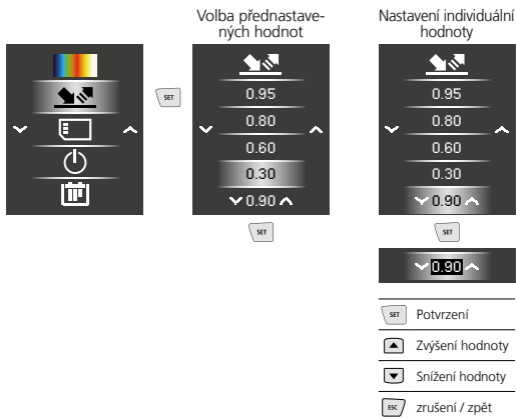 Volba přednastave-
ných hodnot
Nastavení individuální
hodnoty
SET
0.95
0.80
0.60
0.30
0.90
SET
0.95
0.80
0.60
0.30
0.90
SET
0.90
SET Potvrzení
Zvýšení hodnoty
Snížení hodnoty
ESC zrušení / zpět